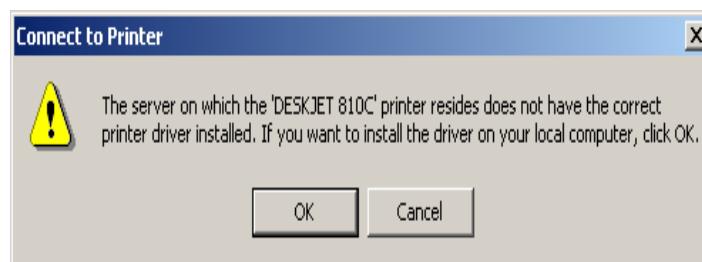 Connect to Printer
X
The server on which the 'DESKJET 810C' printer resides does not have the correct
printer driver installed. If you want to install the driver on your local computer, click OK.
OK
Cancel